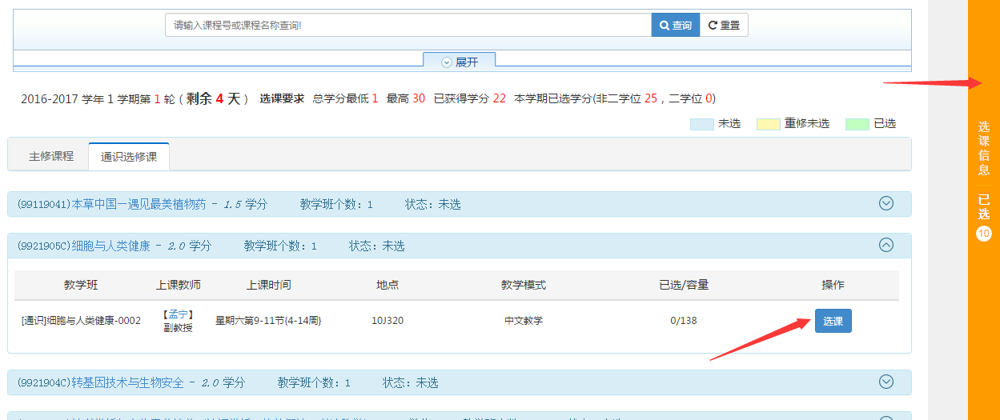 请输入课程号或课程名称查询! 查询 重置
展开
2016-2017 学年 1 学期第 1 轮 ( 剩余 4 天 ) 选课要求 总学分最低 1 最高 30 已获得学分 22 本学期已选学分(非二学位 25，二学位 0)
未选 重修未选 已选
主修课程 通识选修课
(99119041)本草中国—遇见最美植物药 - 1.5 学分 教学班个数：1 状态：未选
(9921905C)细胞与人类健康 - 2.0 学分 教学班个数：1 状态：未选
教学班 上课教师 上课时间 地点 教学模式 已选/容量 操作
[通识]细胞与人类健康-0002 【孟宁】 星期六第9-11节{4-14周} 10J320 中文教学 0/138 选课
副教授
(9921904C)转基因技术与生物安全 - 2.0 学分 教学班个数：1 状态：未选
选课信息
已选
10